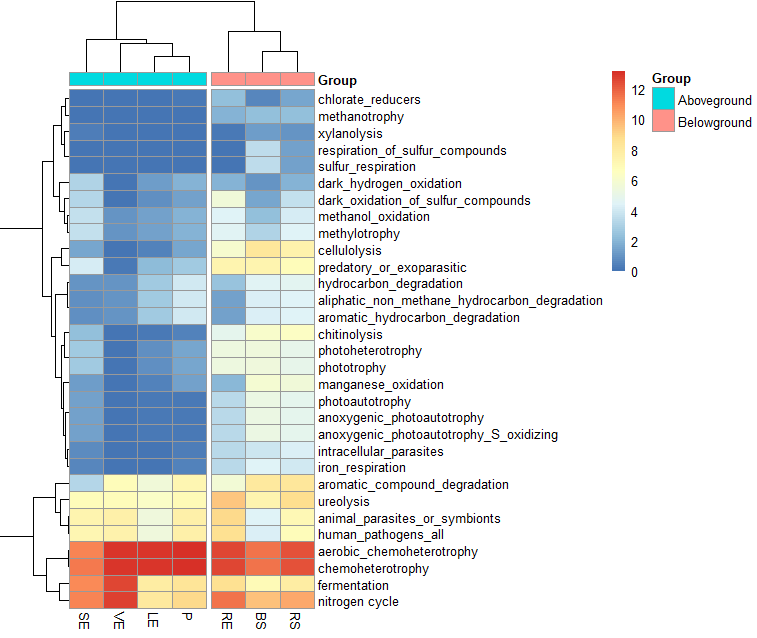 Group
chlorate_reducers
methanotrophy
xylanolysis
respiration_of_sulfur_compounds
sulfur_respiration
dark_hydrogen_oxidation
dark_oxidation_of_sulfur_compounds
methanol_oxidation
methylotrophy
cellulolysis
predatory_or_exoparasitic
hydrocarbon_degradation
aliphatic_non_methane_hydrocarbon_degradation
aromatic_hydrocarbon_degradation
chitinolysis
photoheterotrophy
phototrophy
manganese_oxidation
photoautotrophy
anoxygenic_photoautotrophy
anoxygenic_photoautotrophy_S_oxidizing
intracellular_parasites
iron_respiration
aromatic_compound_degradation
ureolysis
animal_parasites_or_symbionts
human_pathogens_all
aerobic_chemoheterotrophy
chemoheterotrophy
fermentation
nitrogen cycle
SE VE LE P RE BS RS
12
10
8
6
4
2
0
Group
Aboveground
Belowground